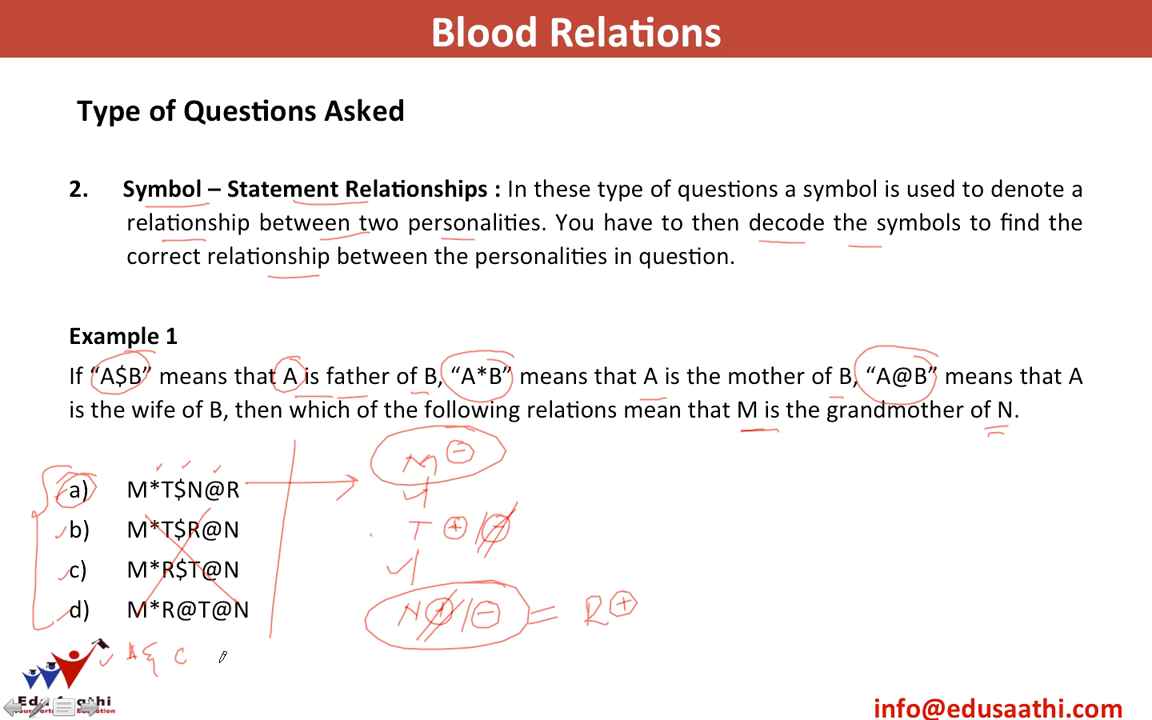 Blood Relations
Type of Questions Asked
2. Symbol – Statement Relationships : In these type of questions a symbol is used to denote a
relationship between two personalities. You have to then decode the symbols to find the
correct relationship between the personalities in question.
Example 1
If “A$B” means that A is father of B, “A*B” means that A is the mother of B, “A@B” means that A
is the wife of B, then which of the following relations mean that M is the grandmother of N.
a) M*T$N@R
b) M*T$R@N
c) M*R$T@N
d) M*R@T@N
M -
T + / -
N + / - = R +
A & C
info@edusaathi.com